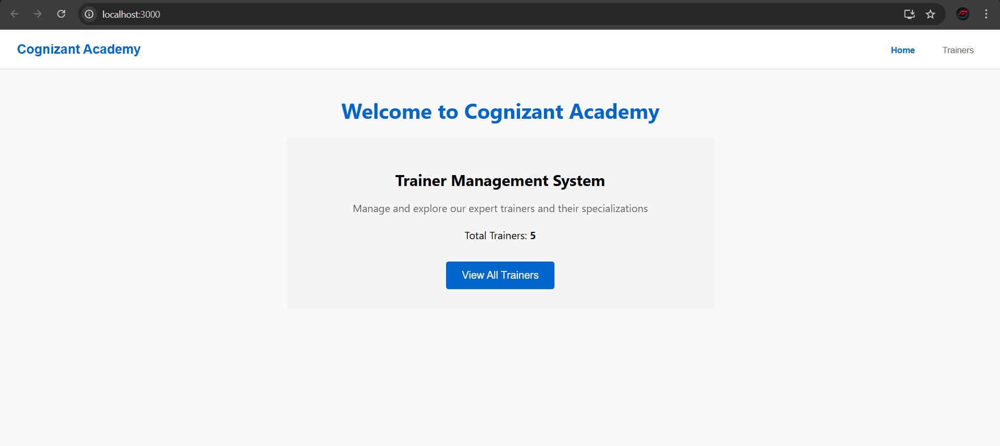 localhost:3000
Cognizant Academy
Home
Trainers
Welcome to Cognizant Academy
Trainer Management System
Manage and explore our expert trainers and their specializations
Total Trainers: 5
View All Trainers